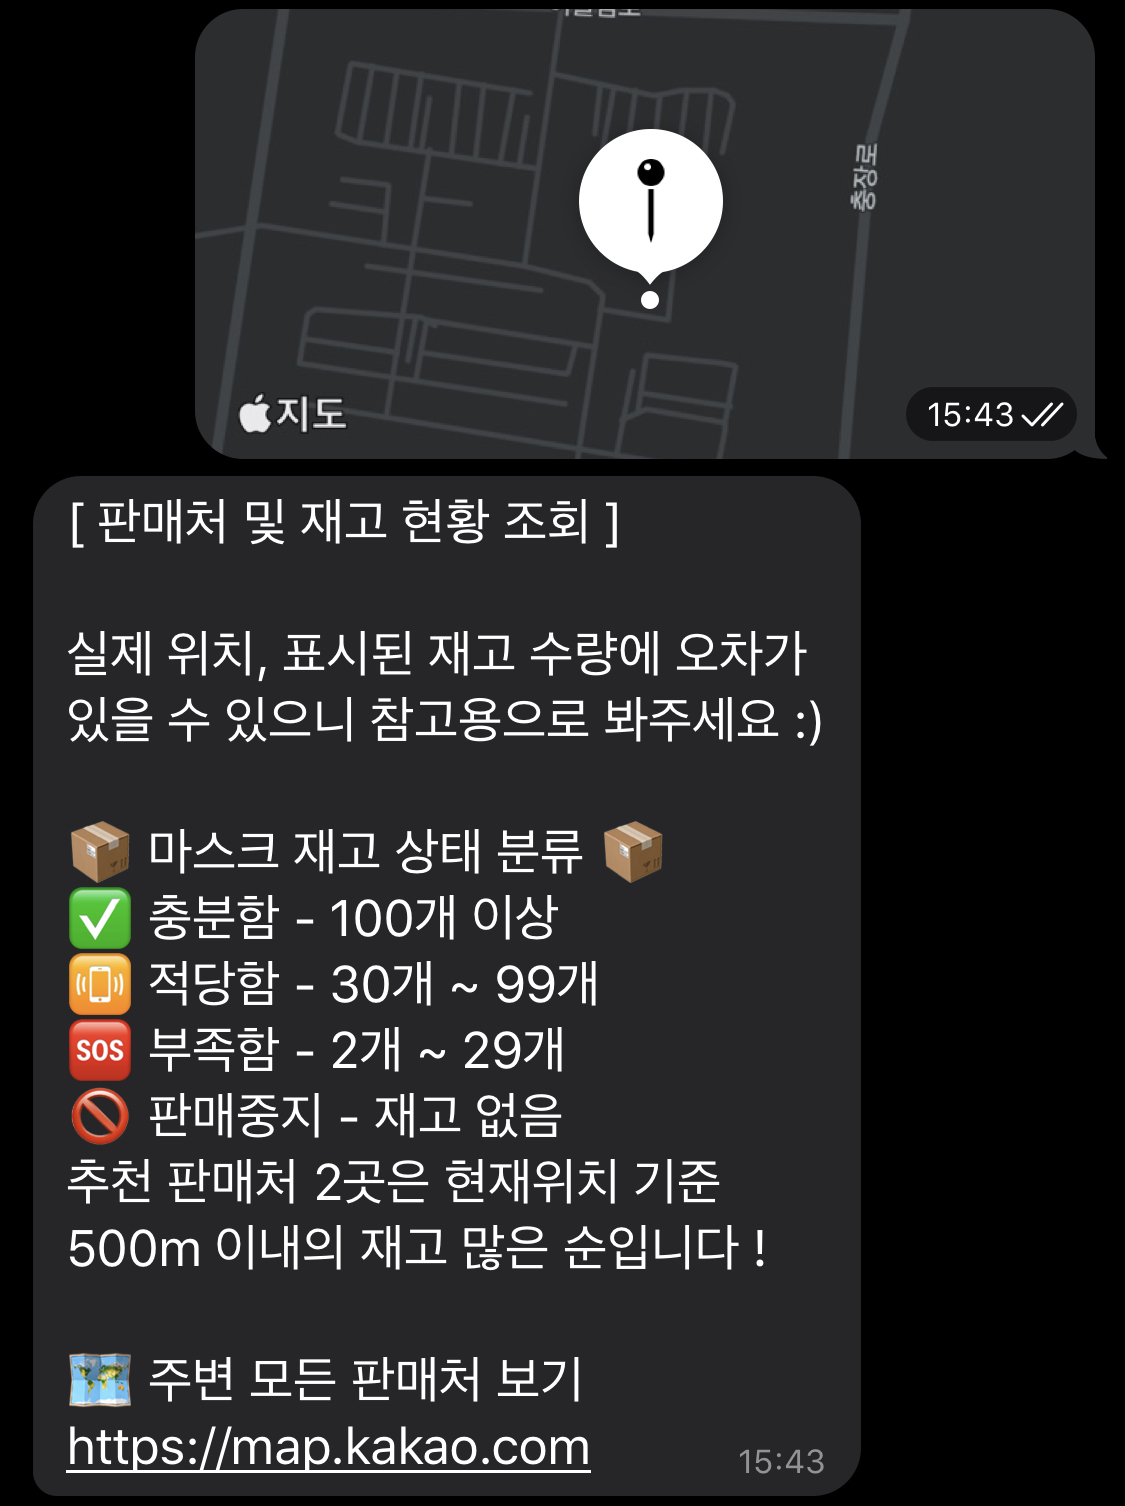 충장로
지도
15:43
[ 판매처 및 재고 현황 조회 ]
실제 위치, 표시된 재고 수량에 오차가
있을 수 있으니 참고용으로 봐주세요 :)
📦 마스크 재고 상태 분류 📦
✅ 충분함 - 100개 이상
📳 적당함 - 30개 ~ 99개
🆘 부족함 - 2개 ~ 29개
🚫 판매중지 - 재고 없음
추천 판매처 2곳은 현재위치 기준
500m 이내의 재고 많은 순입니다 !
🗺 주변 모든 판매처 보기
https://map.kakao.com
15:43